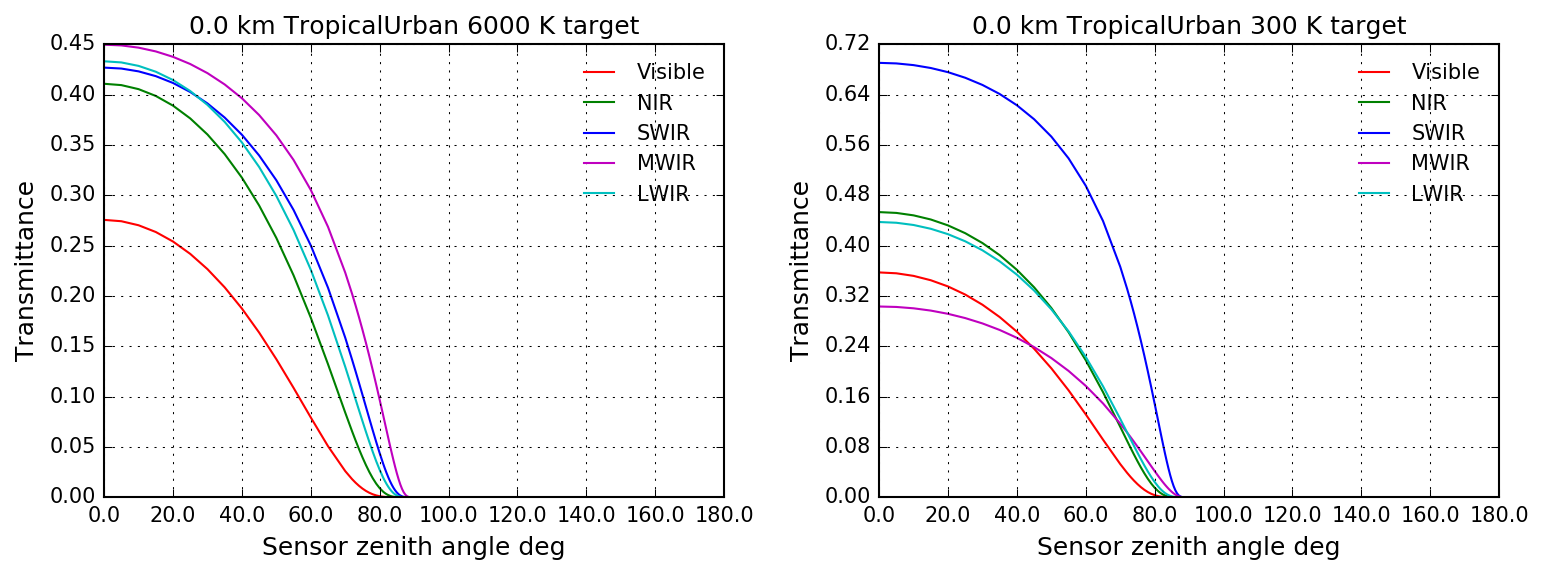 0.0 km TropicalUrban 6000 K target
0.45
0.40
0.35
0.30
0.25
0.20
0.15
0.10
0.05
0.00
Transmittance
Visible
NIR
SWIR
MWIR
LWIR
0.0 20.0 40.0 60.0 80.0 100.0 120.0 140.0 160.0 180.0
Sensor zenith angle deg
0.0 km TropicalUrban 300 K target
0.72
0.64
0.56
0.48
0.40
0.32
0.24
0.16
0.08
0.00
Transmittance
Visible
NIR
SWIR
MWIR
LWIR
0.0 20.0 40.0 60.0 80.0 100.0 120.0 140.0 160.0 180.0
Sensor zenith angle deg